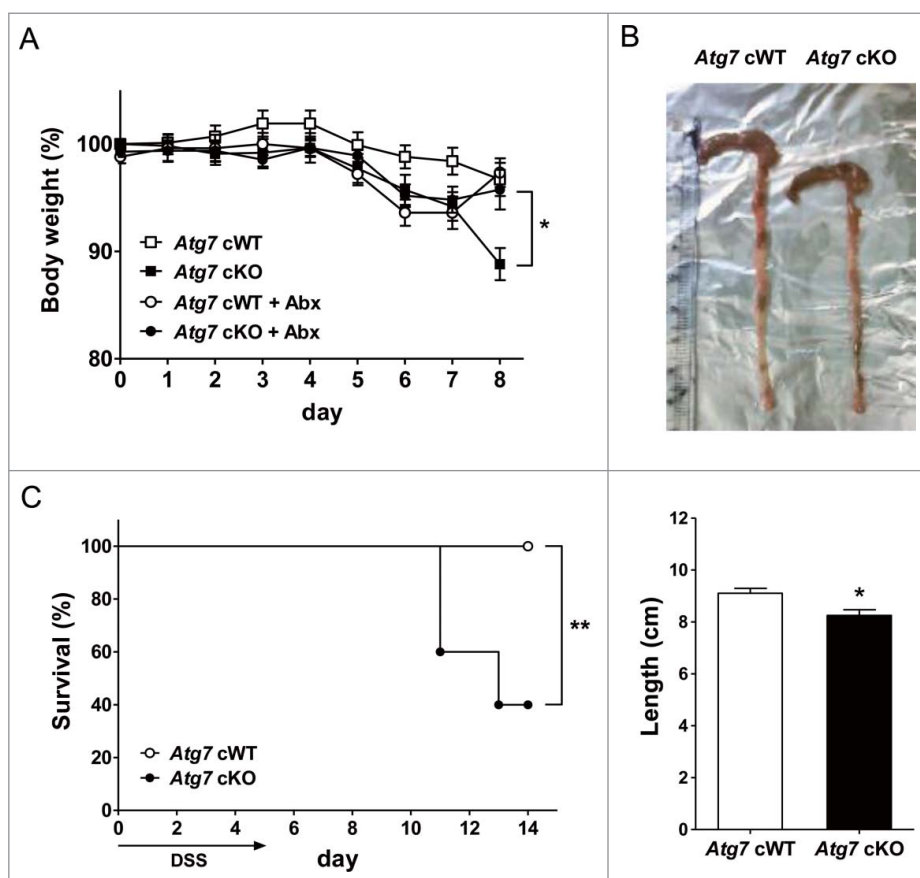 A
Body weight (%)
100
90
80
Atg7 cWT
Atg7 cKO
Atg7 cWT + Abx
Atg7 cKO + Abx
*
0 1 2 3 4 5 6 7 8
day
B
Atg7 cWT Atg7 cKO
C
Survival (%)
100
80
60
40
20
0
Atg7 cWT
Atg7 cKO
**
0 2 4 6 8 10 12 14
DSS
day
Length (cm)
12
10
8
6
4
2
0
*
Atg7 cWT Atg7 cKO